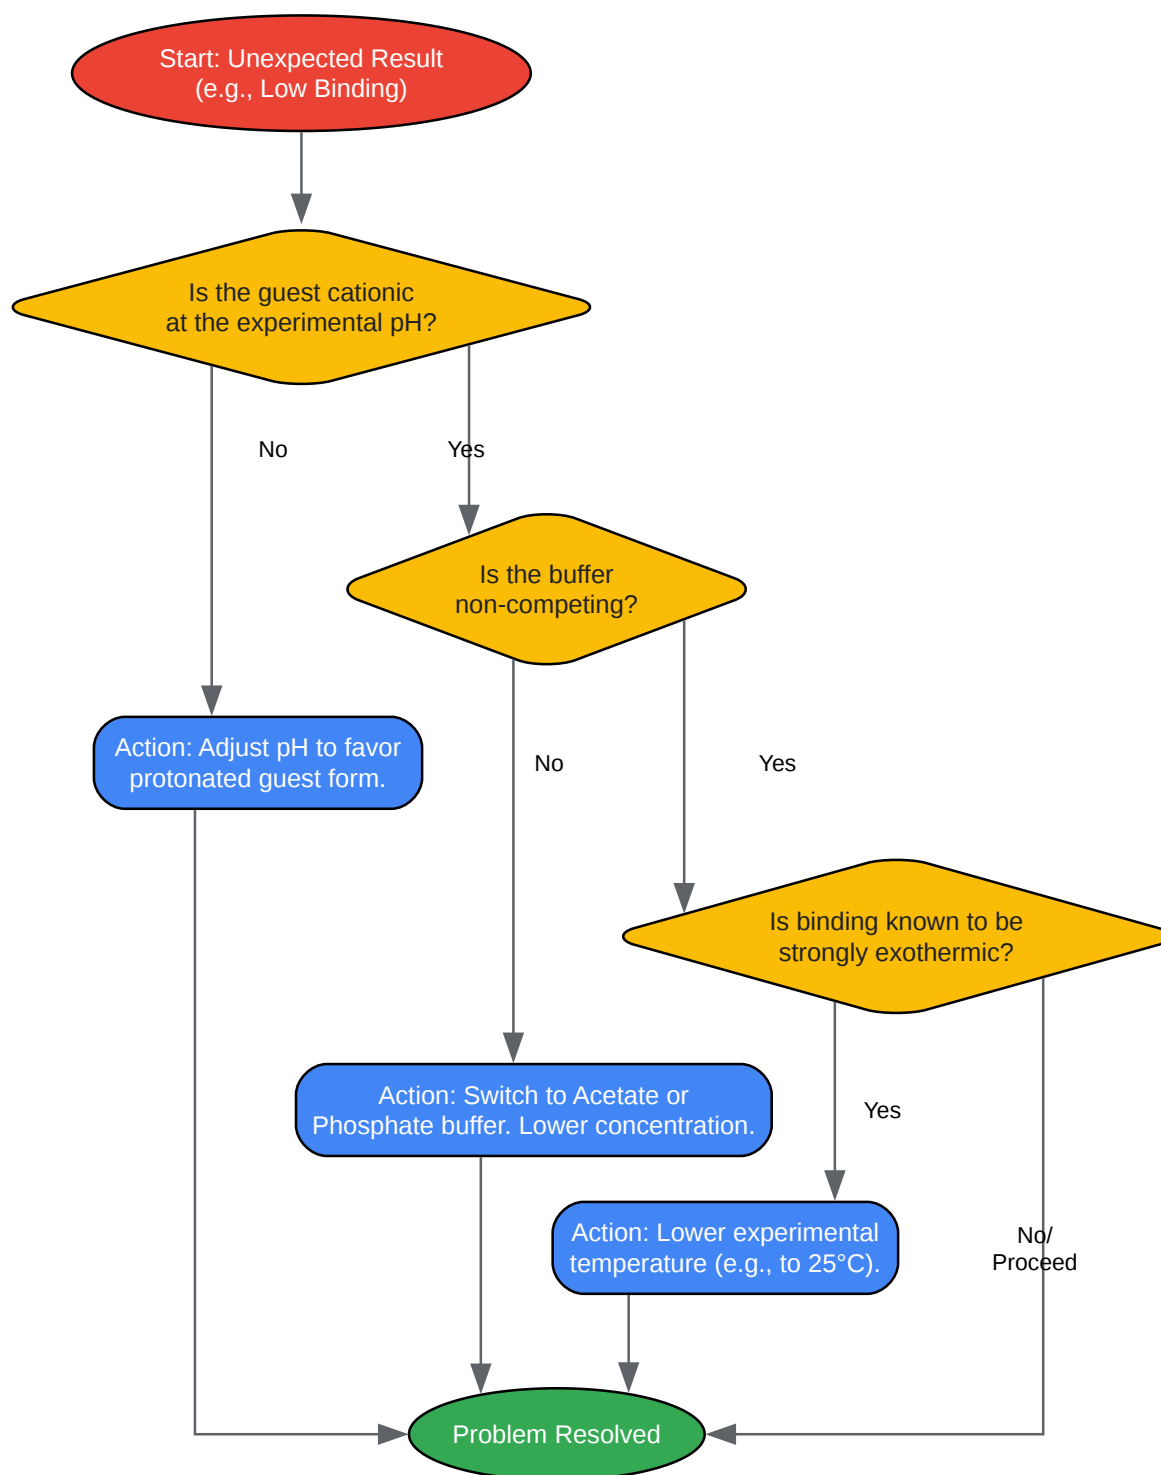 Start: Unexpected Result
(e.g., Low Binding)
Is the guest cationic
at the experimental pH?
No
Yes
Is the buffer
non-competing?
Action: Adjust pH to favor
protonated guest form.
No
Yes
Is binding known to be
strongly exothermic?
Action: Switch to Acetate or
Phosphate buffer. Lower concentration.
Yes
Action: Lower experimental
temperature (e.g., to 25°C).
No/
Proceed
Problem Resolved